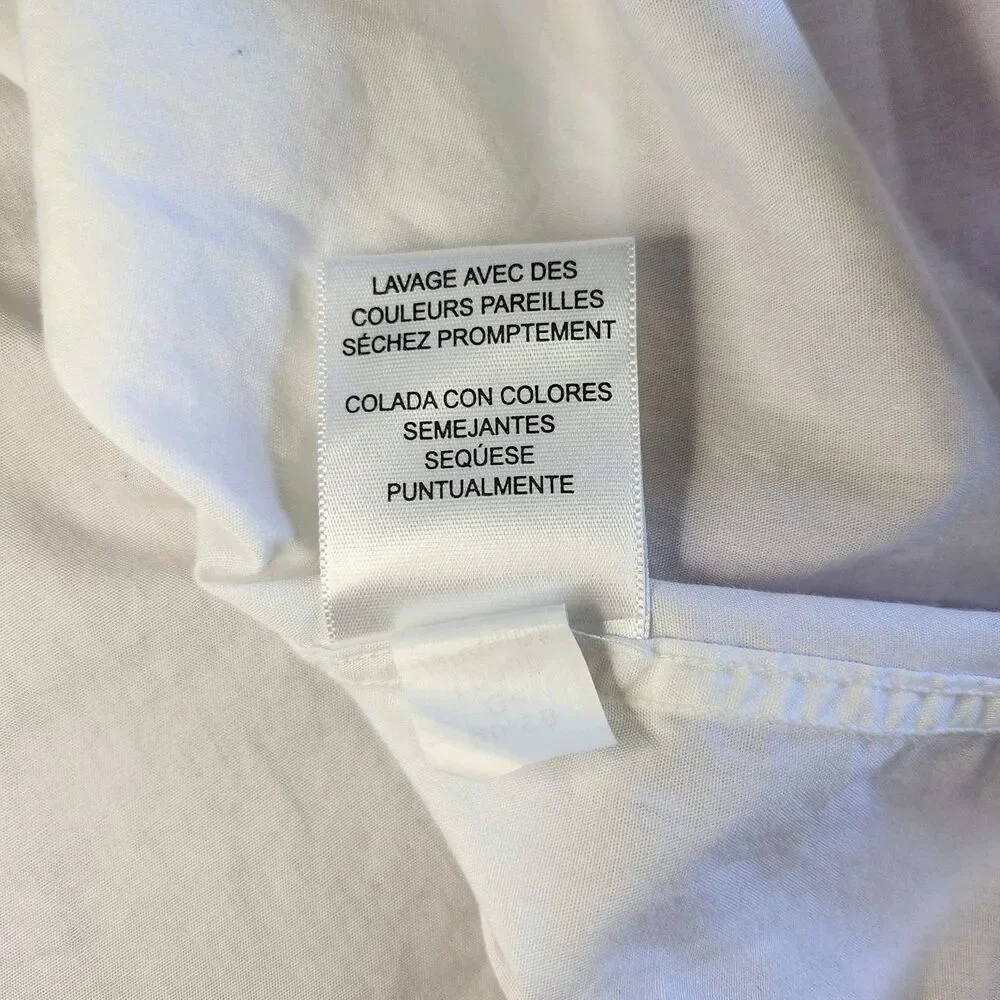 LAVAGE AVEC DES
COULEURS PAREILLES
SÉCHEZ PROMPTEMENT
COLADA CON COLORES
SEMEJANTES
SEQÚESE
PUNTUALMENTE